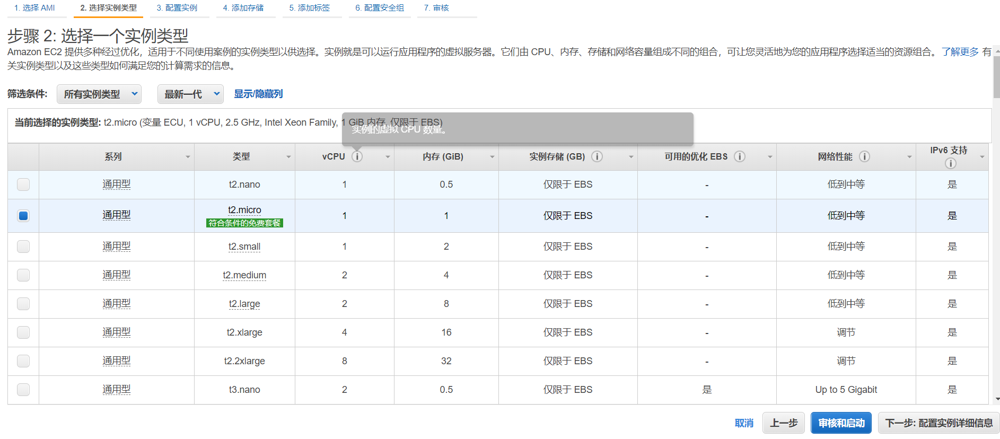 1. 选择 AMI 2. 选择实例类型 3. 配置实例 4. 添加存储 5. 添加标签 6. 配置安全组 7. 审核
步骤 2: 选择一个实例类型
Amazon EC2 提供多种经过优化，适用于不同使用案例的实例类型以供选择。实例就是可以运行应用程序的虚拟服务器。它们由 CPU、内存、存储和网络容量组成不同的组合，可让您灵活地为您的应用程序选择适当的资源组合。 了解更多 有
关实例类型以及这些类型如何满足您的计算需求的信息。
筛选条件: 所有实例类型 最新一代 显示/隐藏列
当前选择的实例类型: t2.micro (变量 ECU, 1 vCPU, 2.5 GHz, Intel Xeon Family, 1 GiB 内存, 仅限于 EBS)
实例的虚拟 CPU 数量。
系列 类型 vCPU 内存 (GiB) 实例存储 (GB) 可用的优化 EBS 网络性能 IPv6 支持
通用型 t2.nano 1 0.5 仅限于 EBS - 低到中等 是
通用型 t2.micro 1 1 仅限于 EBS - 低到中等 是
符合条件的免费套餐
通用型 t2.small 1 2 仅限于 EBS - 低到中等 是
通用型 t2.medium 2 4 仅限于 EBS - 低到中等 是
通用型 t2.large 2 8 仅限于 EBS - 低到中等 是
通用型 t2.xlarge 4 16 仅限于 EBS - 调节 是
通用型 t2.2xlarge 8 32 仅限于 EBS - 调节 是
通用型 t3.nano 2 0.5 仅限于 EBS 是 Up to 5 Gigabit 是
取消 上一步 审核和启动 下一步: 配置实例详细信息